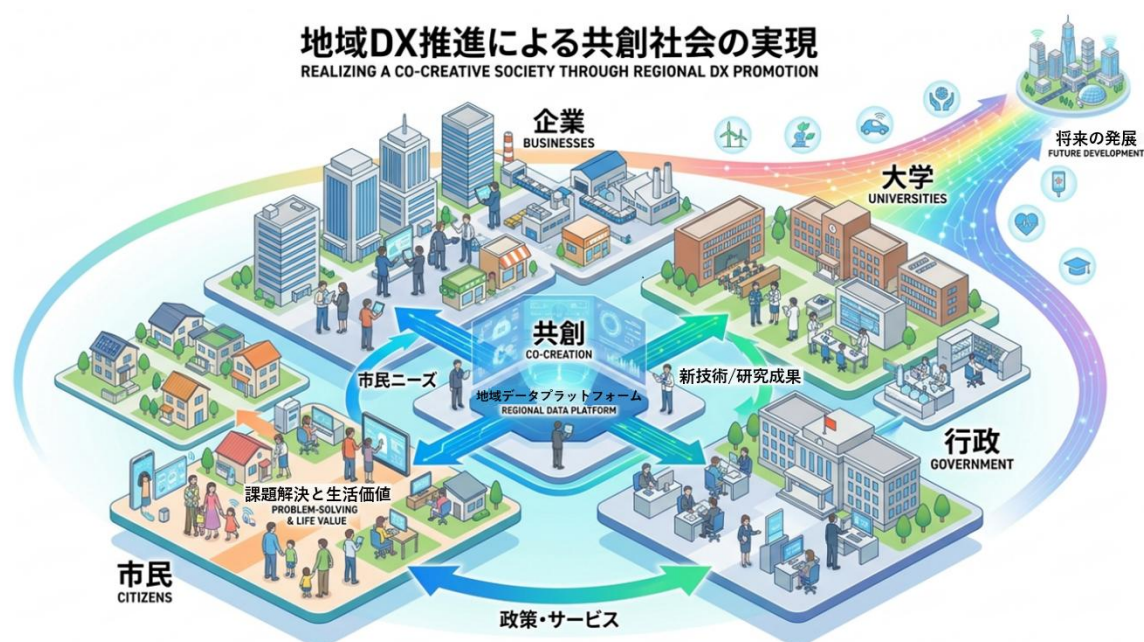 地域DX推進による共創社会の実現
REALIZING A CO-CREATIVE SOCIETY THROUGH REGIONAL DX PROMOTION
企業
BUSINESSES
将来の発展
FUTURE DEVELOPMENT
大学
UNIVERSITIES
共創
CO-CREATION
市民ニーズ
新技術/研究成果
地域データプラットフォーム
REGIONAL DATA PLATFORM
行政
GOVERNMENT
課題解決と生活価値
PROBLEM-SOLVING
& LIFE VALUE
市民
CITIZENS
政策・サービス